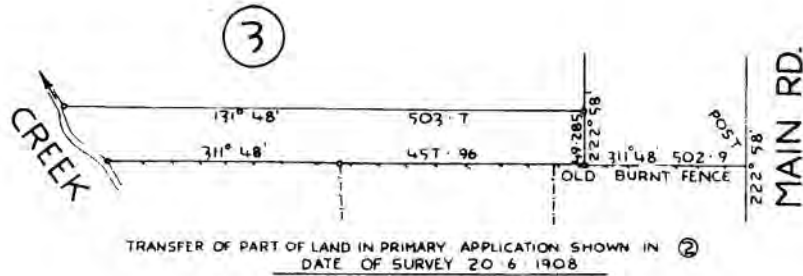 3
131° 48' 503·7
CREEK
311° 48' 457·96
49·285
222° 58'
311° 48' 502·9
OLD BURNT FENCE
POST
222° 58'
MAIN RD.
TRANSFER OF PART OF LAND IN PRIMARY APPLICATION SHOWN IN 2
DATE OF SURVEY 20·6·1908